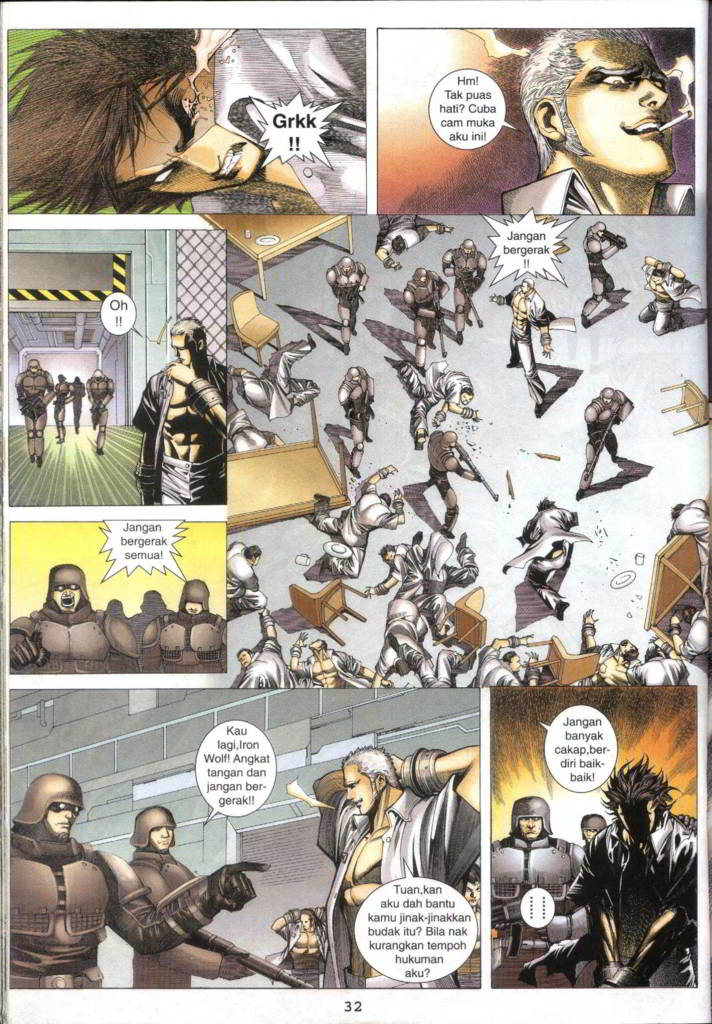 Grkk
!!
Hm!
Tak puas
hati? Cuba
cam muka
aku ini!
Oh
!!
Jangan
bergerak
!!
Jangan
bergerak
semua!
Kau
lagi,Iron
Wolf! Angkat
tangan dan
jangan ber-
gerak!!
Tuan,kan
aku dah bantu
kamu jinak-jinakkan
budak itu? Bila nak
kurangkan tempoh
hukuman
aku?
Jangan
banyak
cakap,ber-
diri baik-
baik!
32